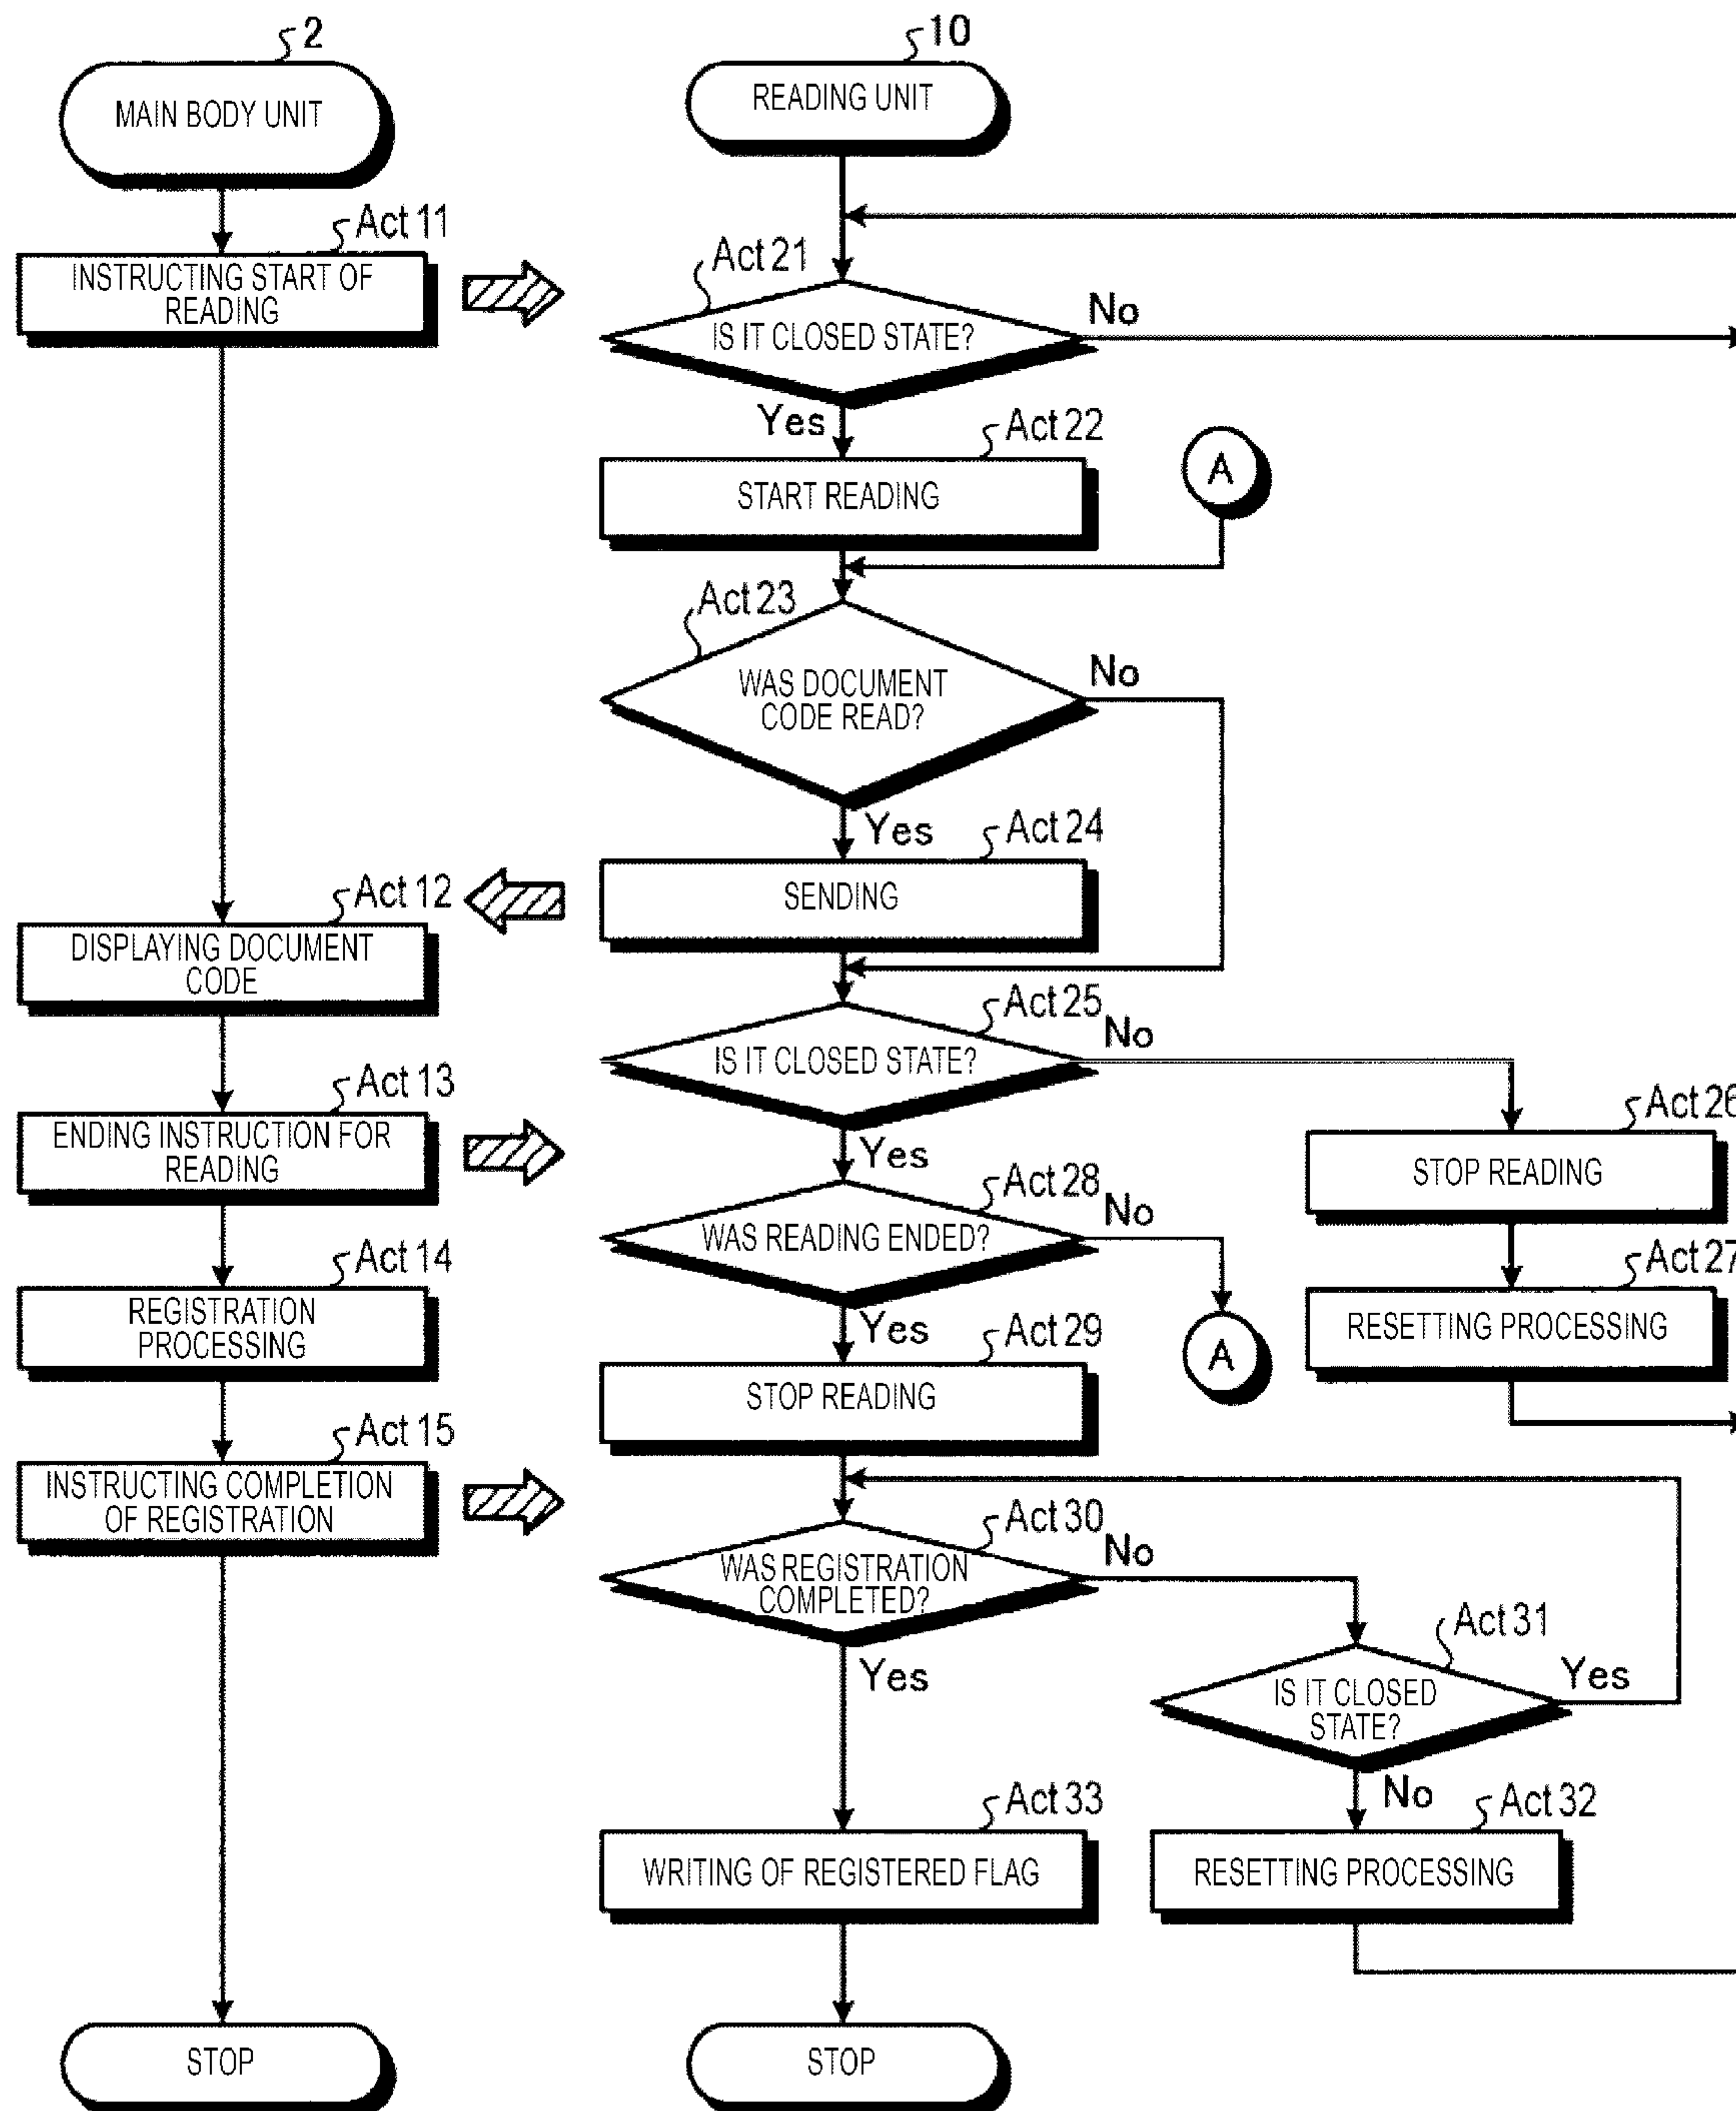 2
10
MAIN BODY UNIT
READING UNIT
Act 11
INSTRUCTING START OF
READING
Act 21
IS IT CLOSED STATE?
No
Yes
Act 22
START READING
A
Act 23
WAS DOCUMENT
CODE READ?
No
Yes
Act 24
SENDING
Act 12
DISPLAYING DOCUMENT
CODE
Act 25
IS IT CLOSED STATE?
No
Yes
Act 13
ENDING INSTRUCTION FOR
READING
Act 26
STOP READING
Act 28
WAS READING ENDED?
No
Yes
A
Act 27
RESETTING PROCESSING
Act 14
REGISTRATION
PROCESSING
Act 29
STOP READING
Act 15
INSTRUCTING COMPLETION
OF REGISTRATION
Act 30
WAS REGISTRATION
COMPLETED?
No
Yes
Act 31
IS IT CLOSED
STATE?
Yes
No
Act 33
WRITING OF REGISTERED FLAG
Act 32
RESETTING PROCESSING
STOP
STOP